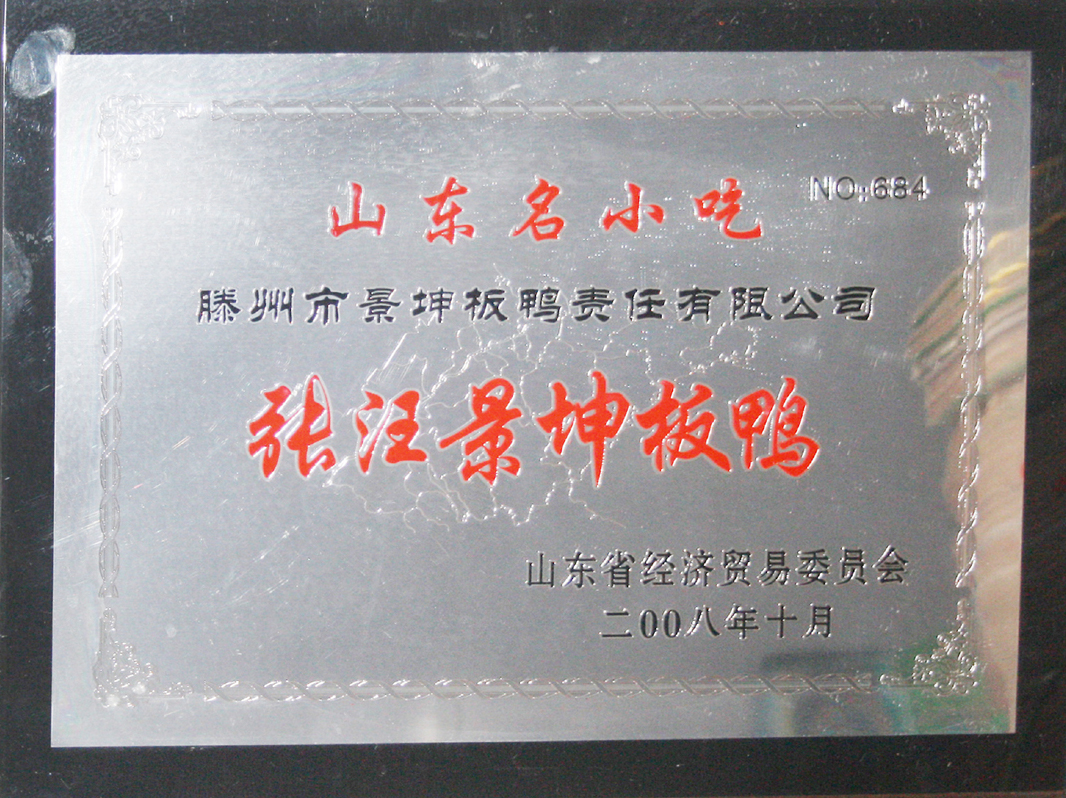 山东名小吃
NO:684
滕州市景坤板鸭责任有限公司
张汪景坤板鸭
山东省经济贸易委员会
二00八年十月